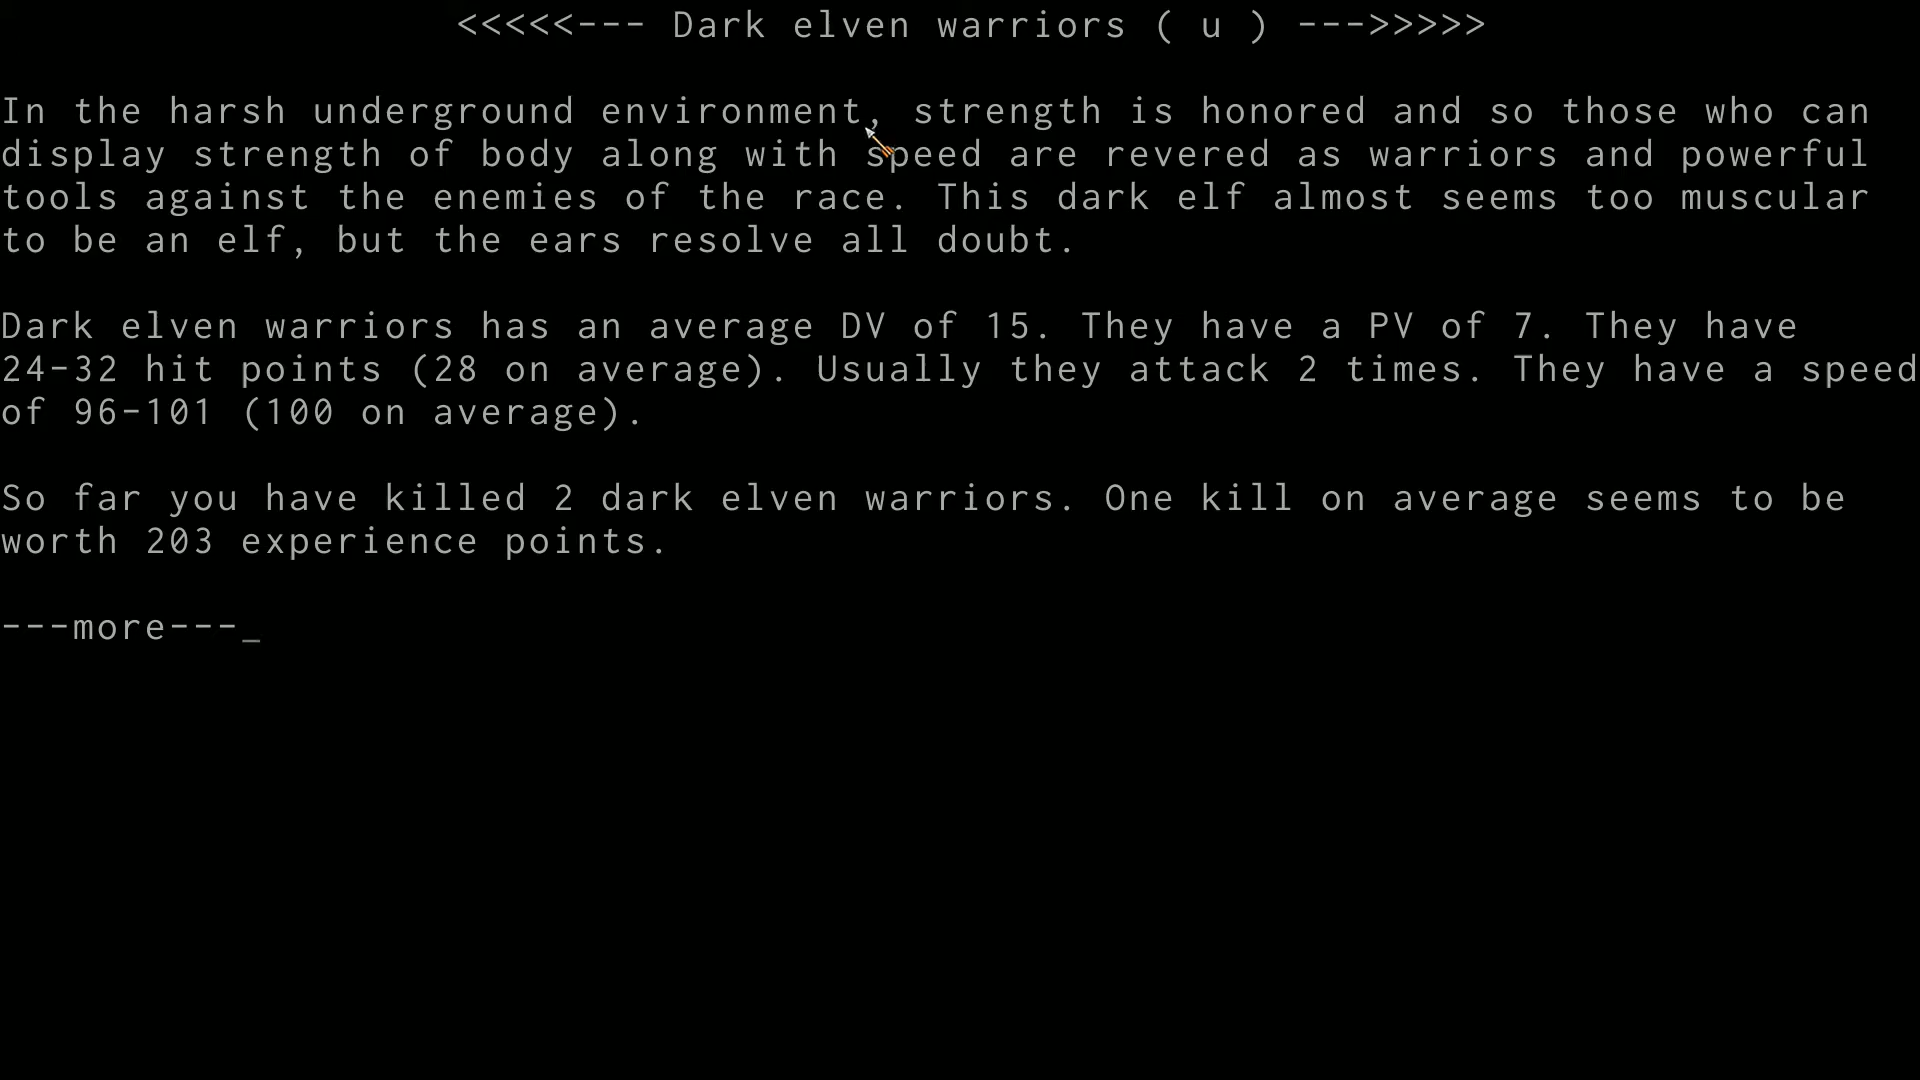 <<<<<--- Dark elven warriors ( u ) --->>>>>
In the harsh underground environment, strength is honored and so those who can
display strength of body along with speed are revered as warriors and powerful
tools against the enemies of the race. This dark elf almost seems too muscular
to be an elf, but the ears resolve all doubt.
Dark elven warriors has an average DV of 15. They have a PV of 7. They have
24-32 hit points (28 on average). Usually they attack 2 times. They have a speed
of 96-101 (100 on average).
So far you have killed 2 dark elven warriors. One kill on average seems to be
worth 203 experience points.
---more---_